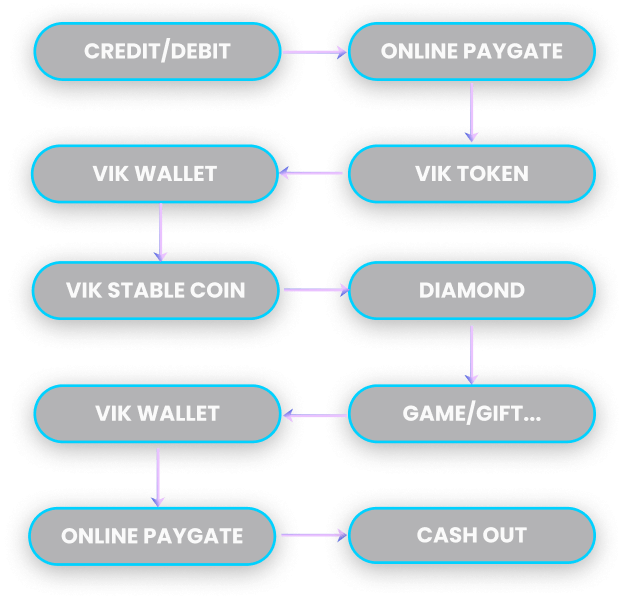 CREDIT/DEBIT
ONLINE PAYGATE
VIK TOKEN
VIK WALLET
VIK STABLE COIN
DIAMOND
GAME/GIFT...
VIK WALLET
ONLINE PAYGATE
CASH OUT